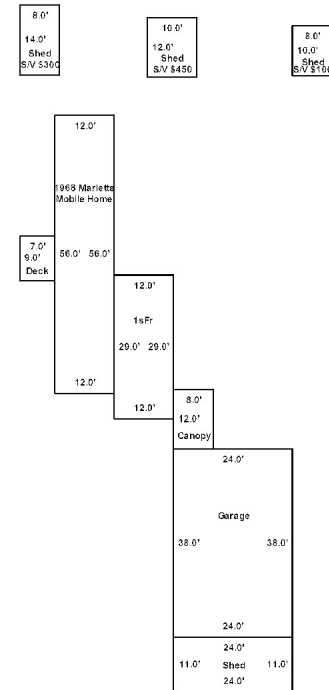 8.0'
14.0'
Shed
S/V $300
10.0'
12.0'
Shed
S/V $450
8.0'
10.0'
Shed
12.0'
1968 Marlette
Mobile Home
7.0'
9.0'
Deck
56.0' 56.0'
12.0'
12.0'
1sFr
29.0' 29.0'
12.0'
8.0'
12.0'
Canopy
24.0'
Garage
38.0' 38.0'
24.0'
24.0'
11.0' Shed 11.0'
24.0'